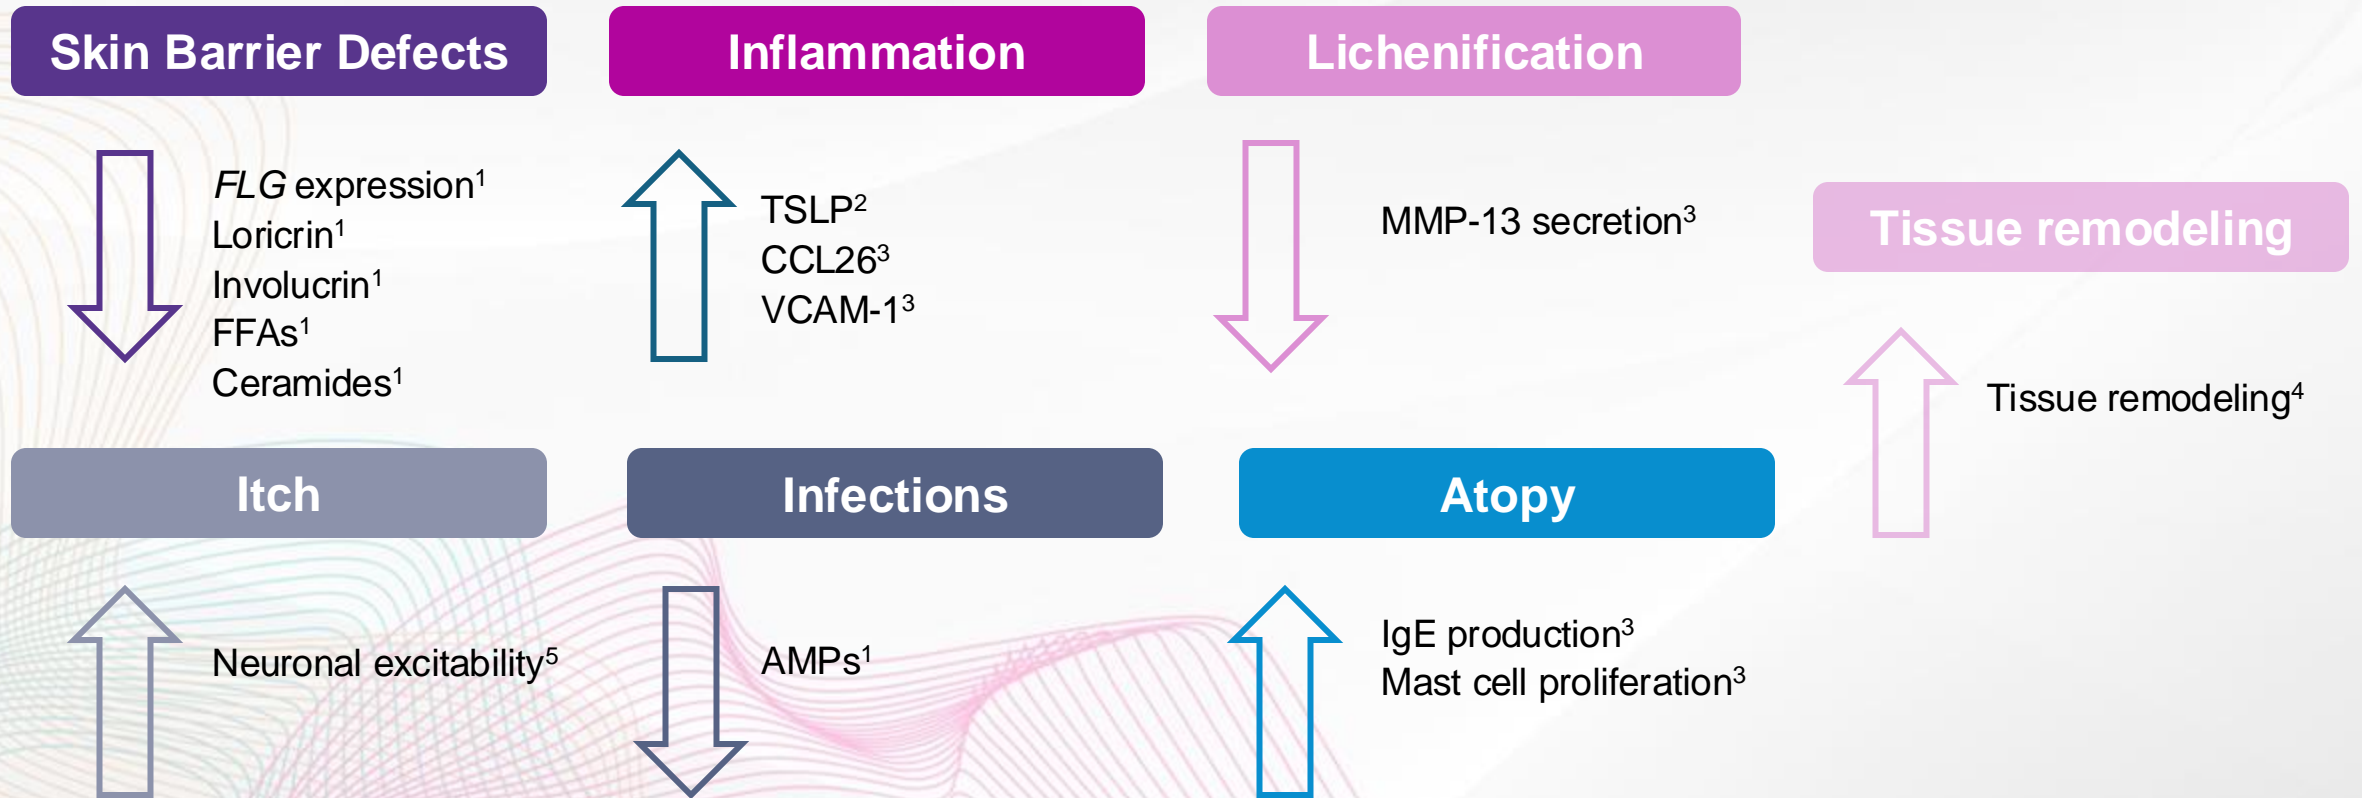 Skin Barrier Defects
FLG expression¹
Loricrin¹
Involucrin¹
FFAs¹
Ceramides¹
Inflammation
TSLP²
CCL26³
VCAM-1³
Lichenification
MMP-13 secretion³
Tissue remodeling
Tissue remodeling⁴
Itch
Neuronal excitability⁵
Infections
AMPs¹
Atopy
IgE production³
Mast cell proliferation³